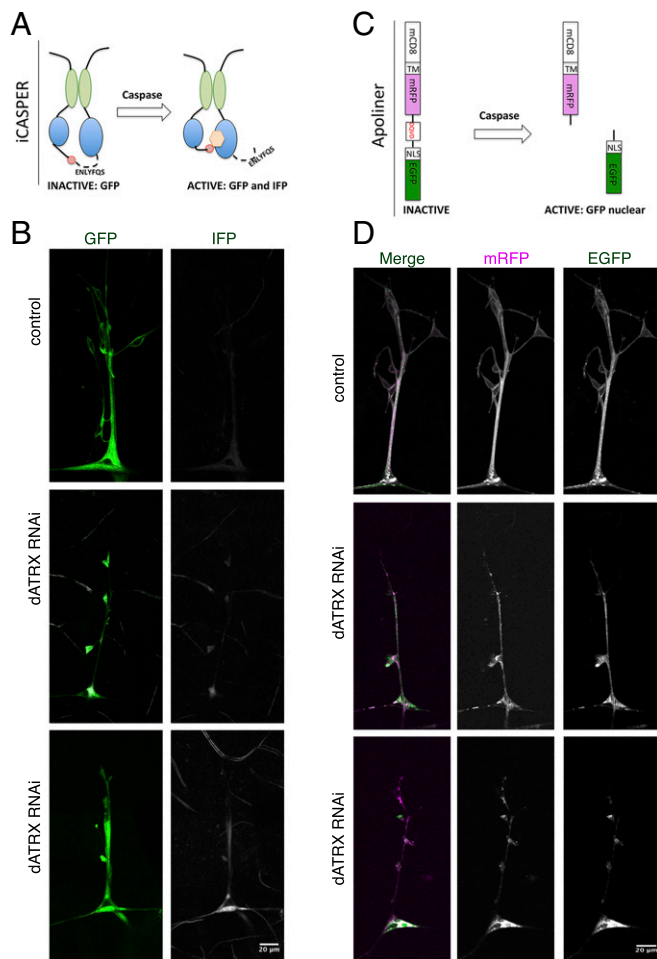 A
iCASPER
Caspase
ENLYFQS
ENLYFQS
INACTIVE: GFP
ACTIVE: GFP and IFP
B
GFP
IFP
control
dATRX RNAi
dATRX RNAi
20 µm
C
Apoliner
mCD8
TM
mRFP
NLS
EGFP
INACTIVE
Caspase
mCD8
TM
mRFP
NLS
EGFP
ACTIVE: GFP nuclear
D
Merge
mRFP
EGFP
control
dATRX RNAi
dATRX RNAi
20 µm